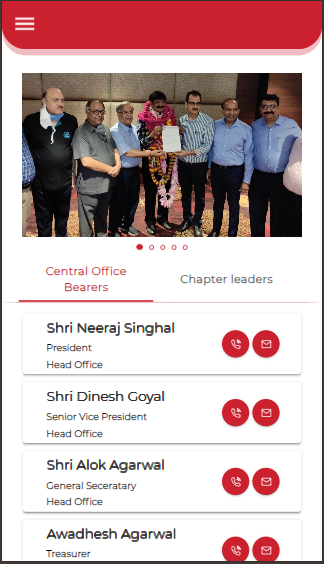 Central Office
Bearers
Chapter leaders
Shri Neeraj Singhal
President
Head Office
Shri Dinesh Goyal
Senior Vice President
Head Office
Shri Alok Agarwal
General Seceratary
Head Office
Awadhesh Agarwal
Treasurer